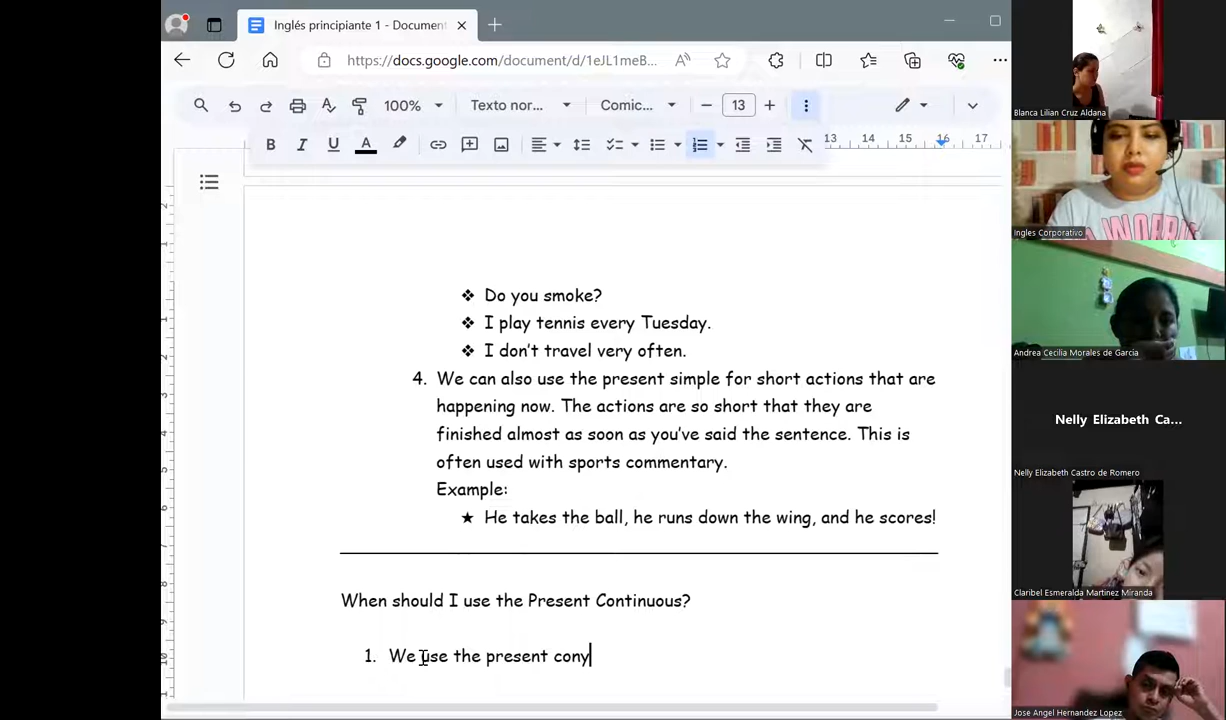 Inglés principiante 1 - Document
https://docs.google.com/document/d/1eJL1meB...
100%
Texto nor...
Comic...
13
13 14 15 16 17
❖ Do you smoke?
❖ I play tennis every Tuesday.
❖ I don't travel very often.
4. We can also use the present simple for short actions that are
happening now. The actions are so short that they are
finished almost as soon as you've said the sentence. This is
often used with sports commentary.
Example:
★ He takes the ball, he runs down the wing, and he scores!
When should I use the Present Continuous?
1. We use the present cony
Blanca Lilian Cruz Aldana
Ingles Corporativo
Andrea Cecilia Morales de Garcia
Nelly Elizabeth Ca...
Nelly Elizabeth Castro de Romero
Claribel Esmeralda Martinez Miranda
Jose Angel Hernandez Lopez